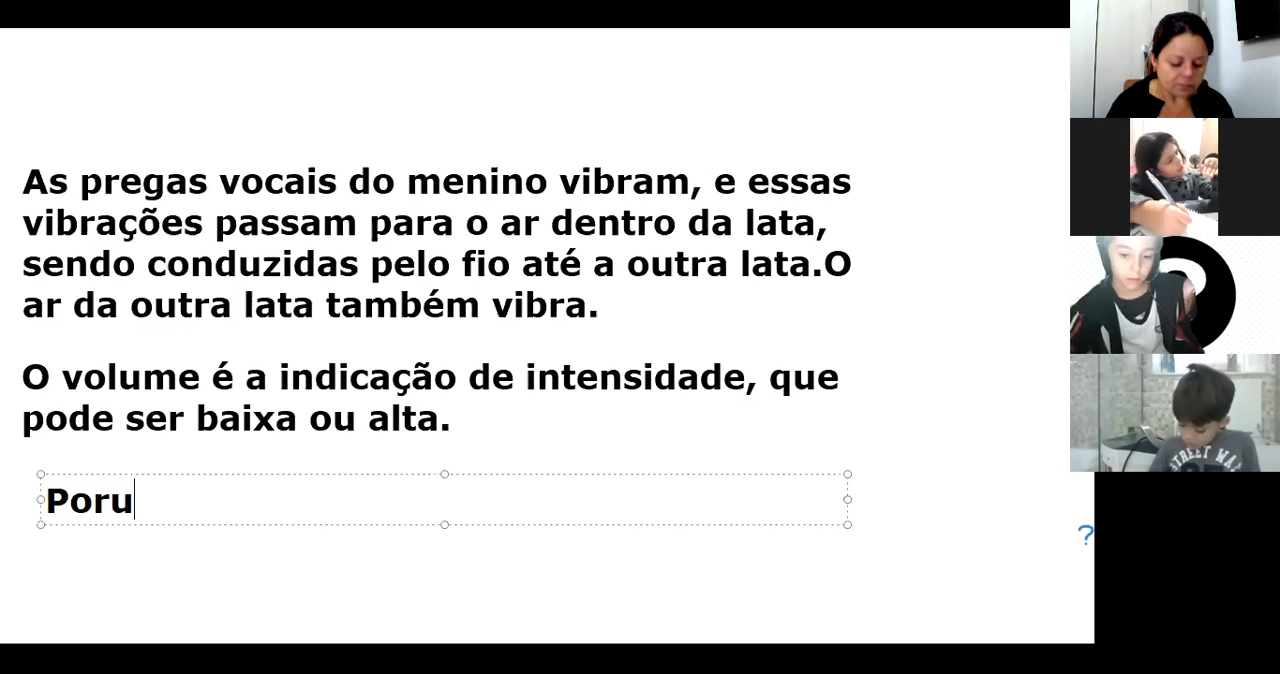 As pregas vocais do menino vibram, e essas
vibrações passam para o ar dentro da lata,
sendo conduzidas pelo fio até a outra lata.O
ar da outra lata também vibra.
O volume é a indicação de intensidade, que
pode ser baixa ou alta.
Poru
?
STREET WA